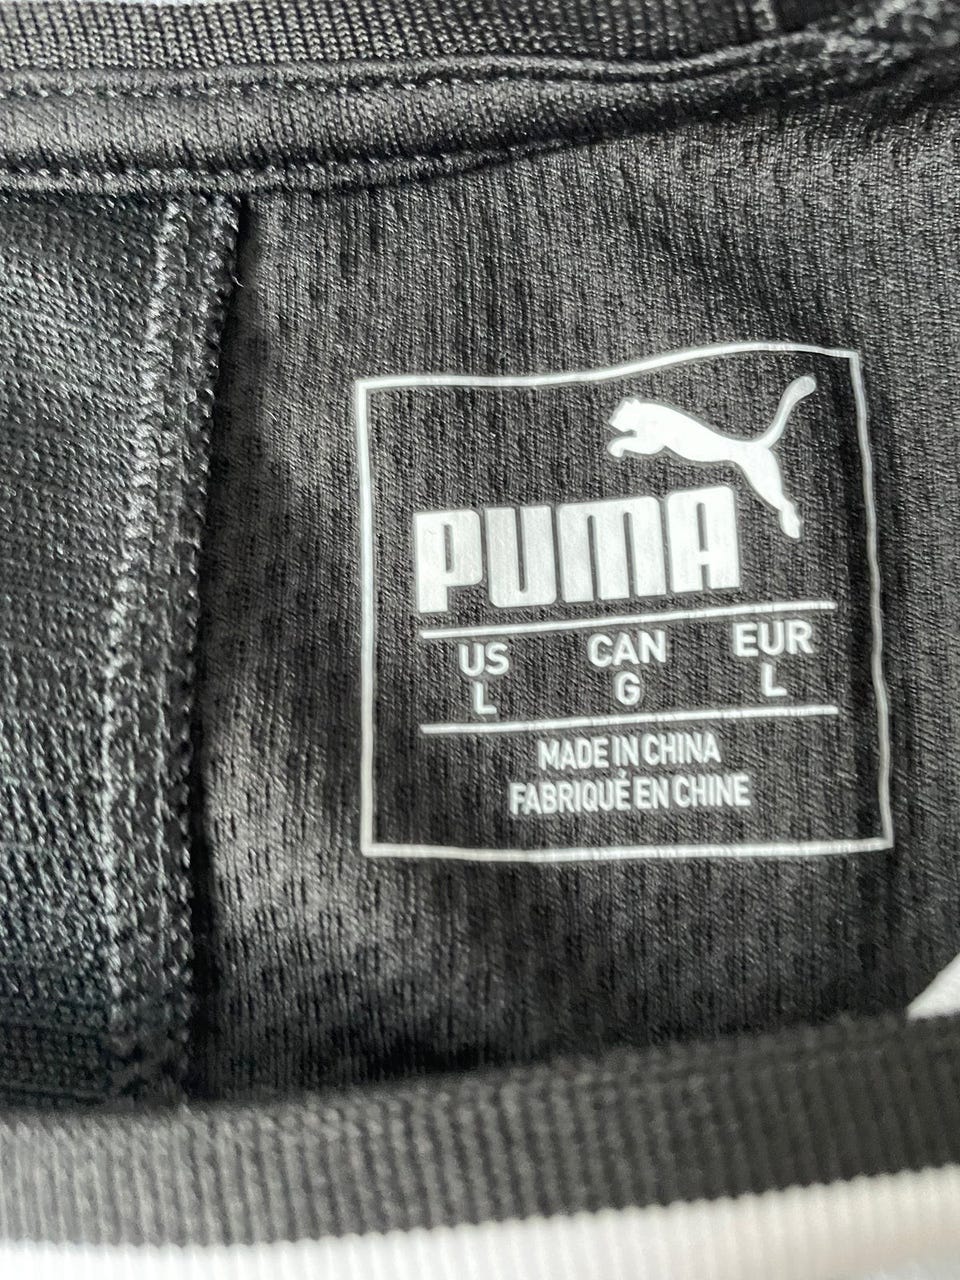 PUMA
US CAN EUR
L G L
MADE IN CHINA
FABRIQUÉ EN CHINE